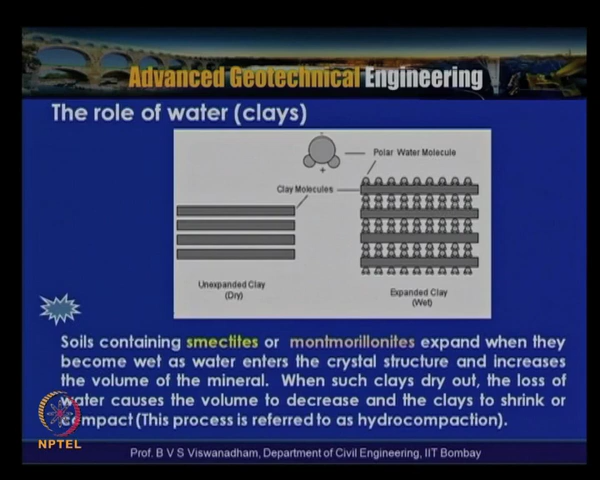 Advanced Geotechnical Engineering
The role of water (clays)
Polar Water Molecule
Clay Molecules
Unexpanded Clay
(Dry)
Expanded Clay
(Wet)
Soils containing smectites or montmorillonites expand when they
become wet as water enters the crystal structure and increases
the volume of the mineral. When such clays dry out, the loss of
water causes the volume to decrease and the clays to shrink or
compact (This process is referred to as hydrocompaction).
NPTEL
Prof. B V S Viswanadham, Department of Civil Engineering, IIT Bombay